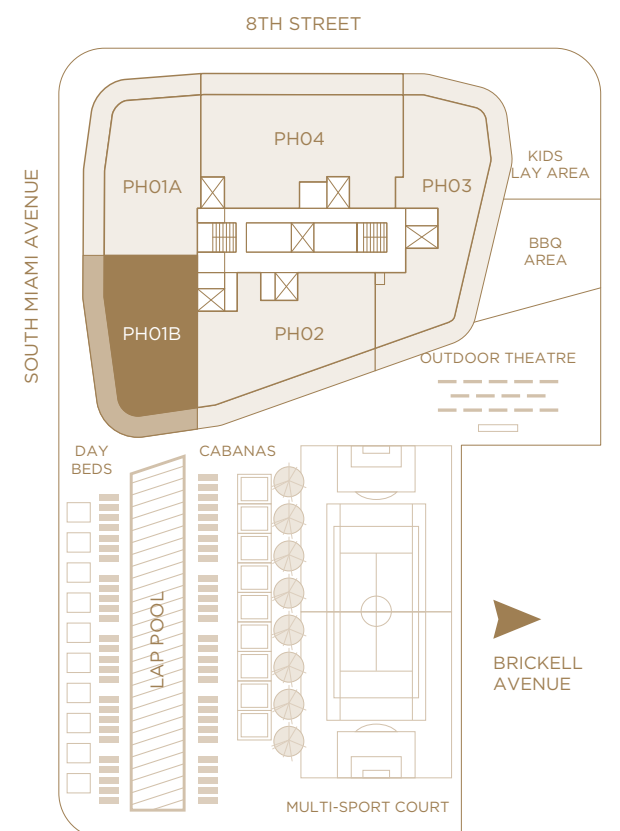 8TH STREET
SOUTH MIAMI AVENUE
PH04
PH01A
PH03
KIDS
LAY AREA
BBQ
AREA
PH01B
PH02
OUTDOOR THEATRE
DAY
BEDS
CABANAS
LAP POOL
BRICKELL
AVENUE
MULTI-SPORT COURT